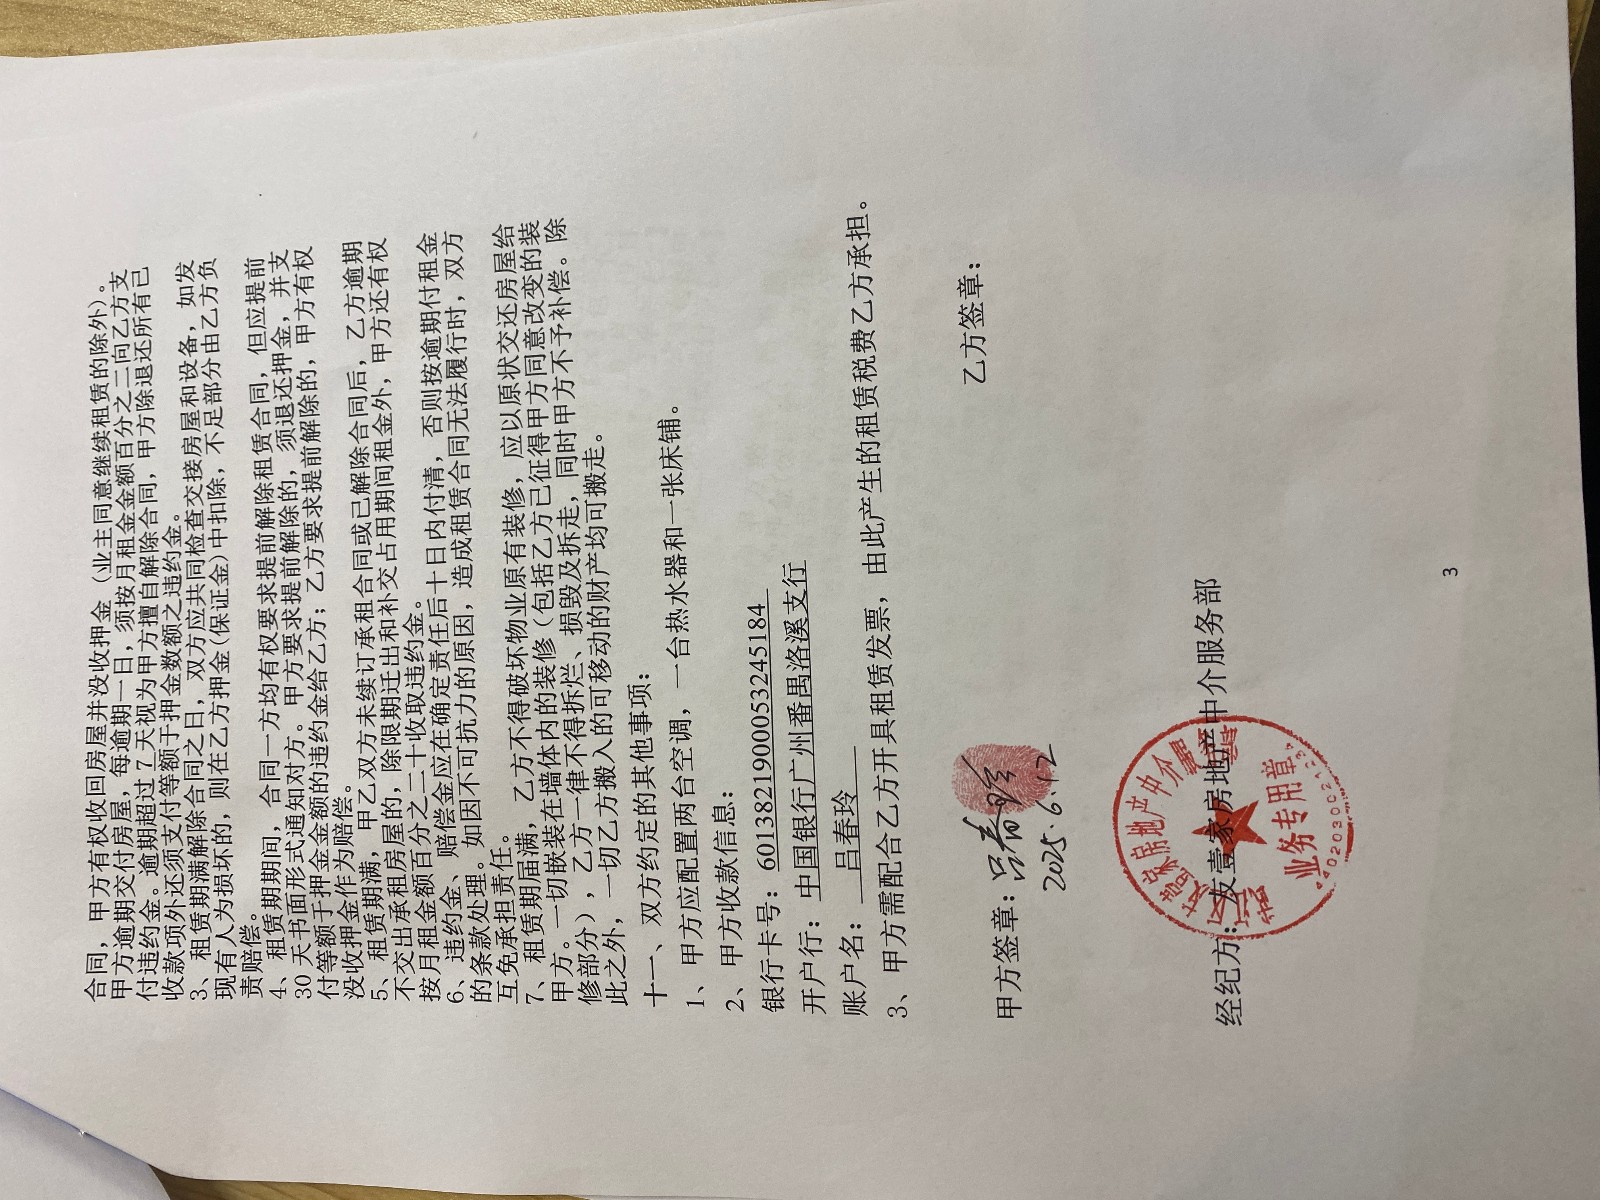 合同，甲方有权收回房屋并没收押金（业主同意继续租赁的除外）。
甲方逾期交付房屋，每逾期一日，须按月租金金额百分之二向乙方支
付违约金。逾期超过 7 天视为甲方擅自解除合同，甲方除退还所有已
收款项外还须支付等额于押金数额之违约金。
3、租赁期满解除合同之日，双方应共同检查交接房屋和设备，如发
现有人为损坏的，则在乙方押金(保证金)中扣除，不足部分由乙方负
责赔偿。
4、租赁期期间，合同一方均有权要求提前解除租赁合同，但应提前
30 天书面形式通知对方。甲方要求提前解除的，须退还押金，并支
付等额于押金金额的违约金给乙方；乙方要求提前解除的，甲方有权
没收押金作为赔偿。
5、租赁期满，甲乙双方未续订承租合同或已解除合同后，乙方逾期
不交出承租房屋的，除限期迁出和补交占用期间租金外，甲方还有权
按月租金额百分之二十收取违约金。
6、违约金、赔偿金应在确定责任后十日内付清，否则按逾期付租金
的条款处理。如因不可抗力的原因，造成租赁合同无法履行时，双方
互免承担责任。
7、租赁期届满，乙方不得破坏物业原有装修，应以原状交还房屋给
甲方。一切嵌装在墙体内的装修（包括乙方已征得甲方同意改变的装
修部分），乙方一律不得拆烂、损毁及拆走，同时甲方不予补偿。除
此之外，一切乙方搬入的可移动的财产均可搬走。
十一、双方约定的其他事项：
1、甲方应配置两台空调，一台热水器和一张床铺。
2、甲方收款信息：
银行卡号：6013821900053245184
开户行：中国银行广州番禺洛溪支行
账户名：吕春玲
3、甲方需配合乙方开具租赁发票，由此产生的租赁税费乙方承担。
乙方签章：
甲方签章：吕春玲
2025.6.12
经纪方：友壹家房地产中介服务部
业务专用章